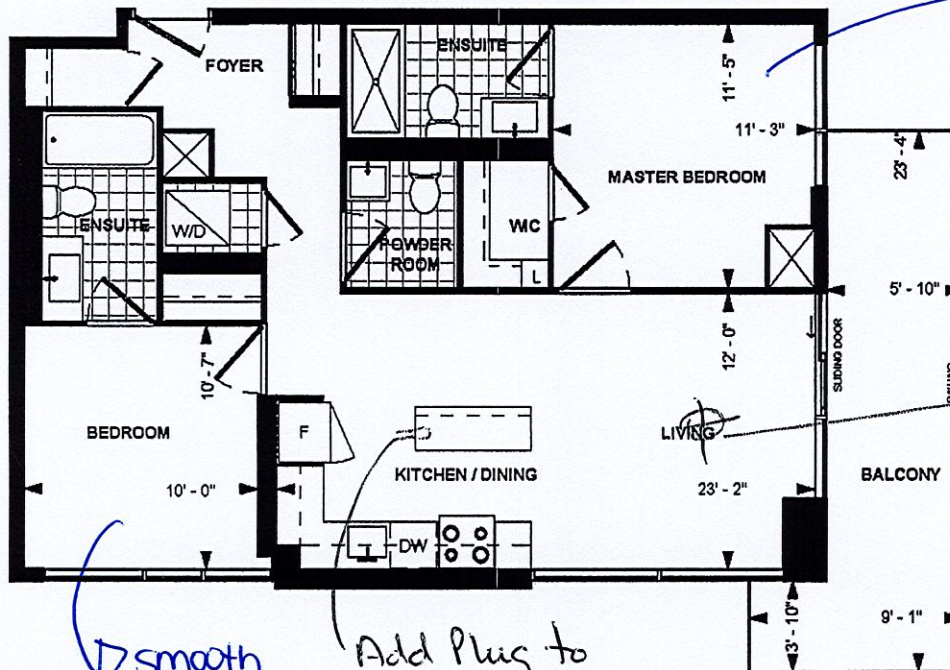 FOYER
ENSUITE
11' - 5"
11' - 3"
23' - 4"
MASTER BEDROOM
ENSUITE
W/D
POWDER
ROOM
WIC
L
5' - 10"
12' - 0"
SLIDING DOOR
10' - 7"
BEDROOM
F
LIVING
KITCHEN / DINING
BALCONY
10' - 0"
23' - 2"
DW
3' - 10"
9' - 1"
smooth
Add Plug to